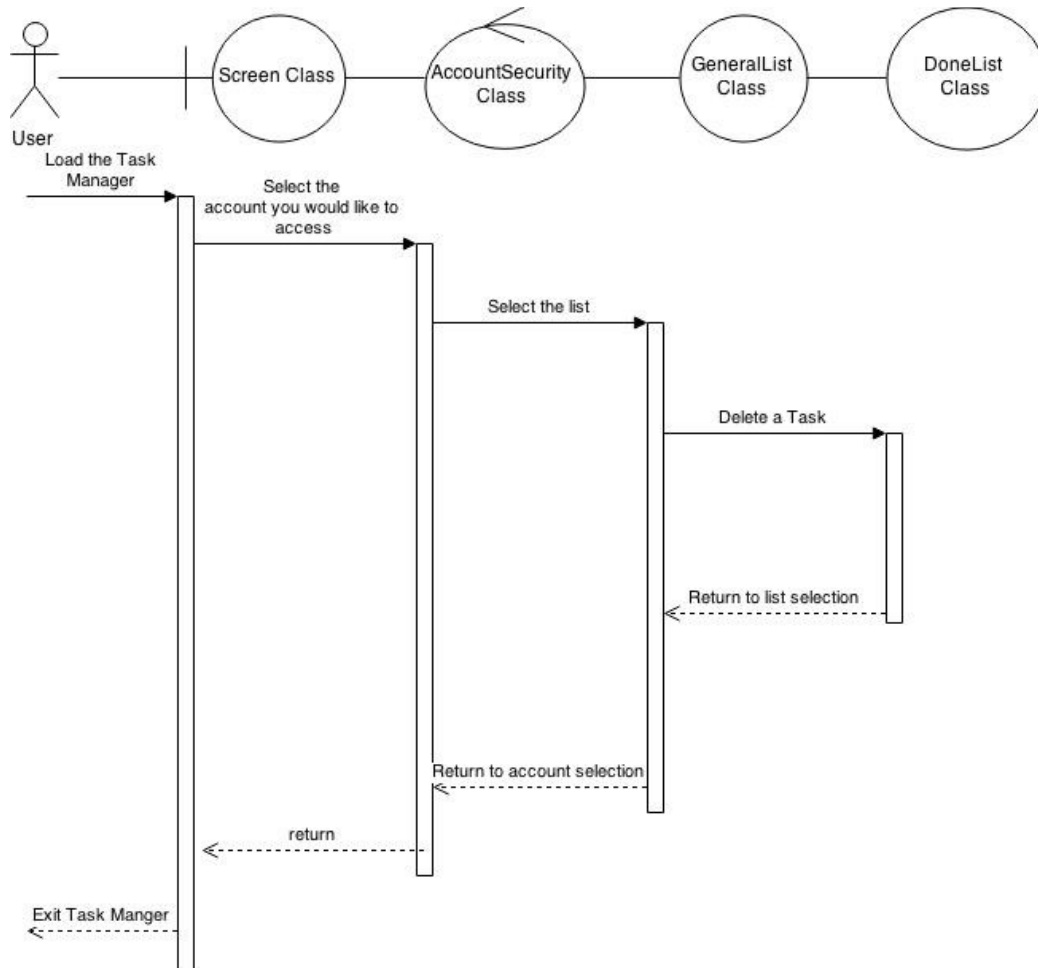 Screen Class
AccountSecurity
Class
GeneralList
Class
DoneList
Class
User
Load the Task
Manager
Select the
account you would like to
access
Select the list
Delete a Task
Return to list selection
Return to account selection
return
Exit Task Manger